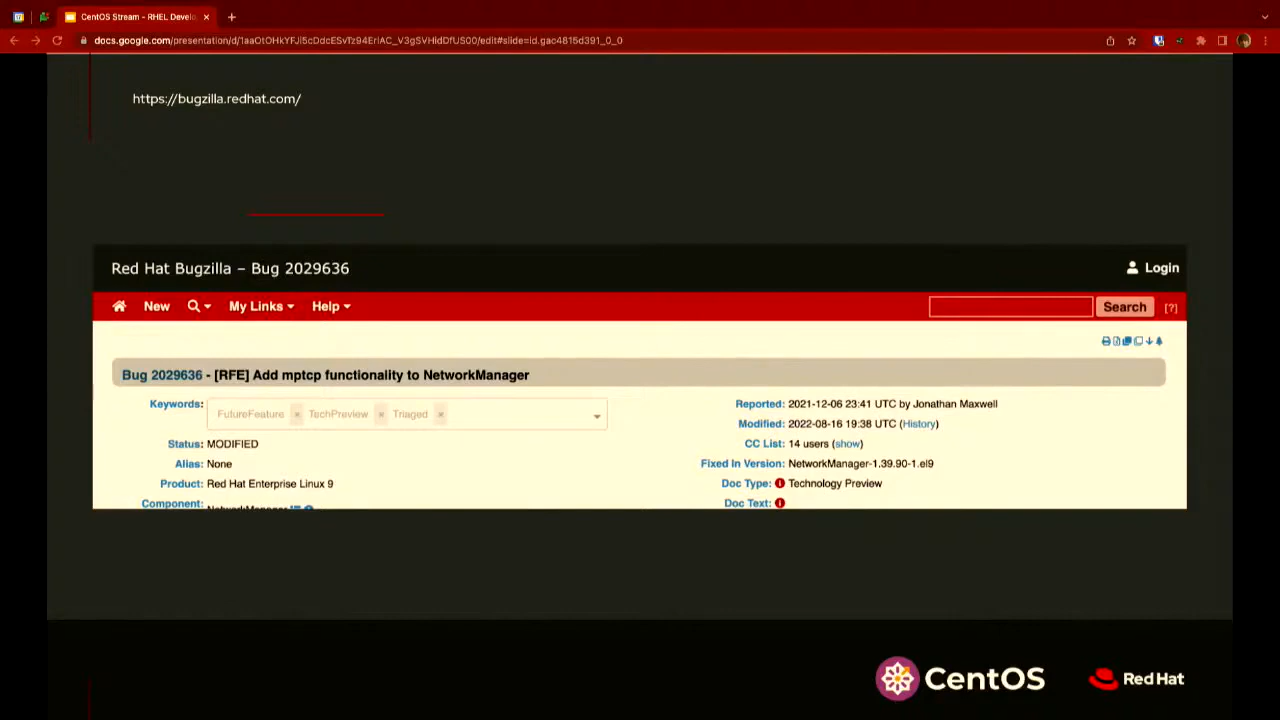 CentOS Stream - RHEL Develo
docs.google.com/presentation/d/1aaOtOHkYFJi5cDdcESvTz94ErIAC_V3gSVHidDfUS00/edit#slide=id.gac4815d391_0_0
https://bugzilla.redhat.com/
Red Hat Bugzilla – Bug 2029636
Login
New My Links Help Search [?]
Bug 2029636 - [RFE] Add mptcp functionality to NetworkManager
Keywords: FutureFeature TechPreview Triaged
Status: MODIFIED
Alias: None
Product: Red Hat Enterprise Linux 9
Component: NetworkManager
Reported: 2021-12-06 23:41 UTC by Jonathan Maxwell
Modified: 2022-08-16 19:38 UTC (History)
CC List: 14 users (show)
Fixed In Version: NetworkManager-1.39.90-1.el9
Doc Type: Technology Preview
Doc Text:
CentOS
Red Hat